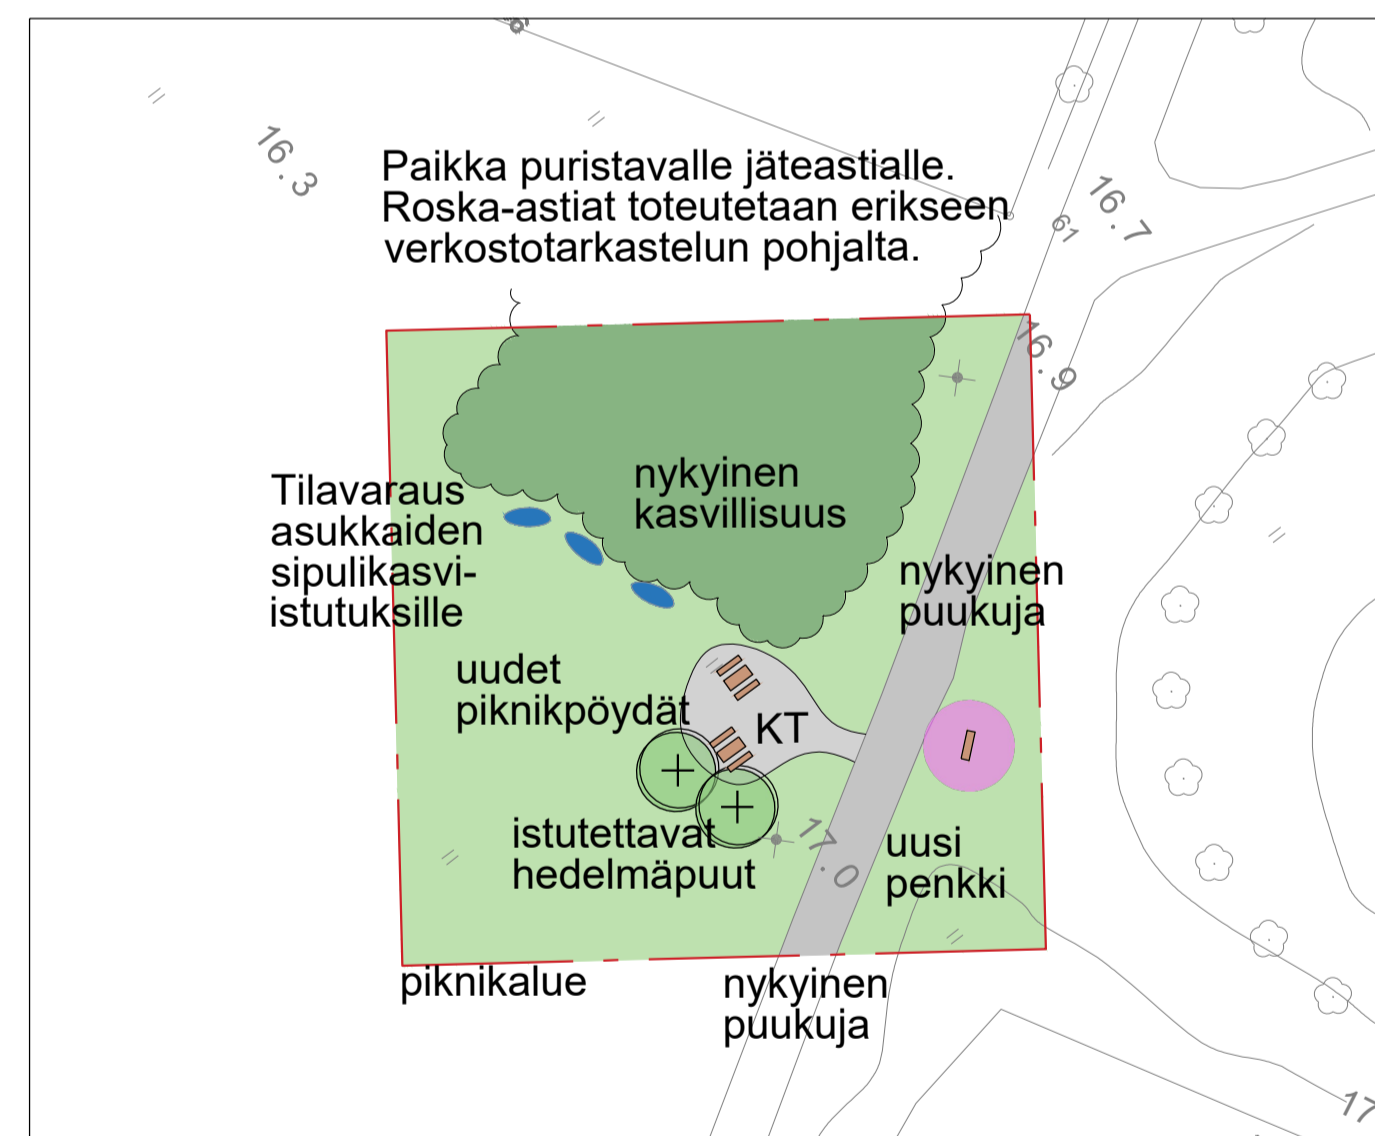 16.3
Paikka puristavalle jäteastialle.
Roska-astiat toteutetaan erikseen
verkostotarkastelun pohjalta.
16.7
61
16.9
nykyinen
kasvillisuus
Tilavaraus
asukkaiden
sipulikasvi-
istutuksille
nykyinen
puukuja
uudet
piknikpöydät
KT
istutettavat
hedelmäpuut
17.0
uusi
penkki
piknikalue
nykyinen
puukuja
17